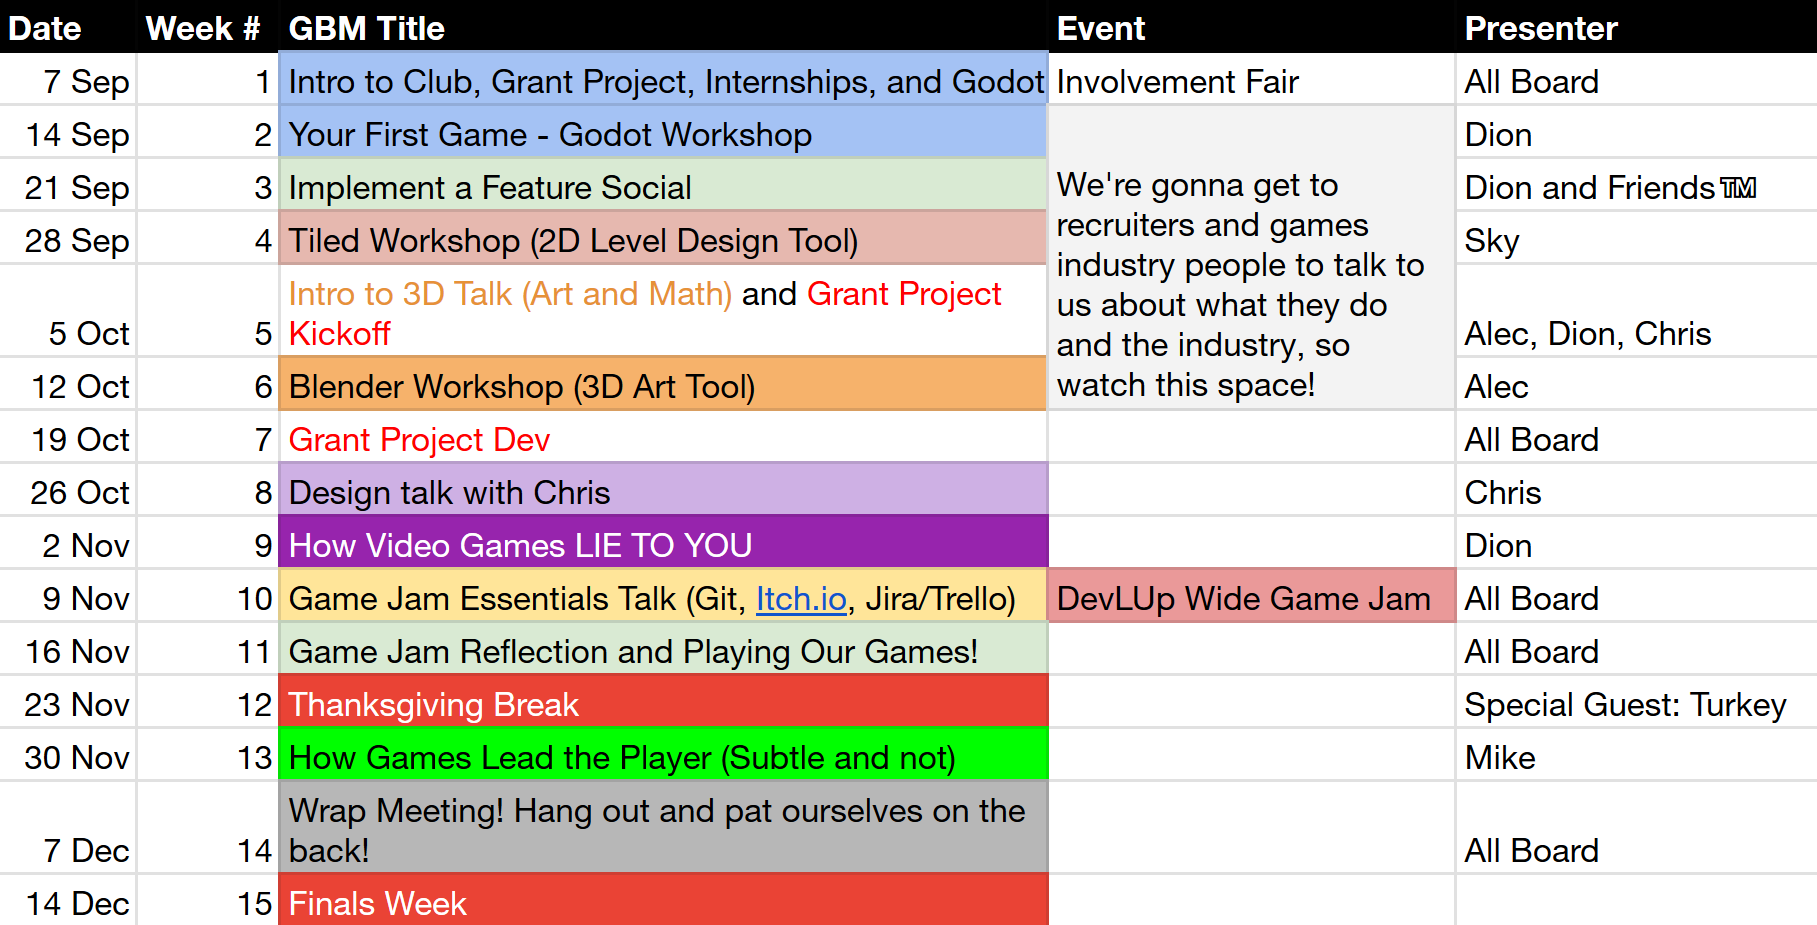 Date Week # GBM Title Event Presenter
7 Sep 1 Intro to Club, Grant Project, Internships, and Godot Involvement Fair All Board
14 Sep 2 Your First Game - Godot Workshop Dion
21 Sep 3 Implement a Feature Social Dion and Friends™
28 Sep 4 Tiled Workshop (2D Level Design Tool) Sky
We're gonna get to
recruiters and games
industry people to talk to
us about what they do
and the industry, so
watch this space!
Intro to 3D Talk (Art and Math) and Grant Project
5 Oct 5 Kickoff Alec, Dion, Chris
12 Oct 6 Blender Workshop (3D Art Tool) Alec
19 Oct 7 Grant Project Dev All Board
26 Oct 8 Design talk with Chris Chris
2 Nov 9 How Video Games LIE TO YOU Dion
9 Nov 10 Game Jam Essentials Talk (Git, Itch.io, Jira/Trello) DevLUp Wide Game Jam All Board
16 Nov 11 Game Jam Reflection and Playing Our Games! All Board
23 Nov 12 Thanksgiving Break Special Guest: Turkey
30 Nov 13 How Games Lead the Player (Subtle and not) Mike
Wrap Meeting! Hang out and pat ourselves on the
7 Dec 14 back! All Board
14 Dec 15 Finals Week